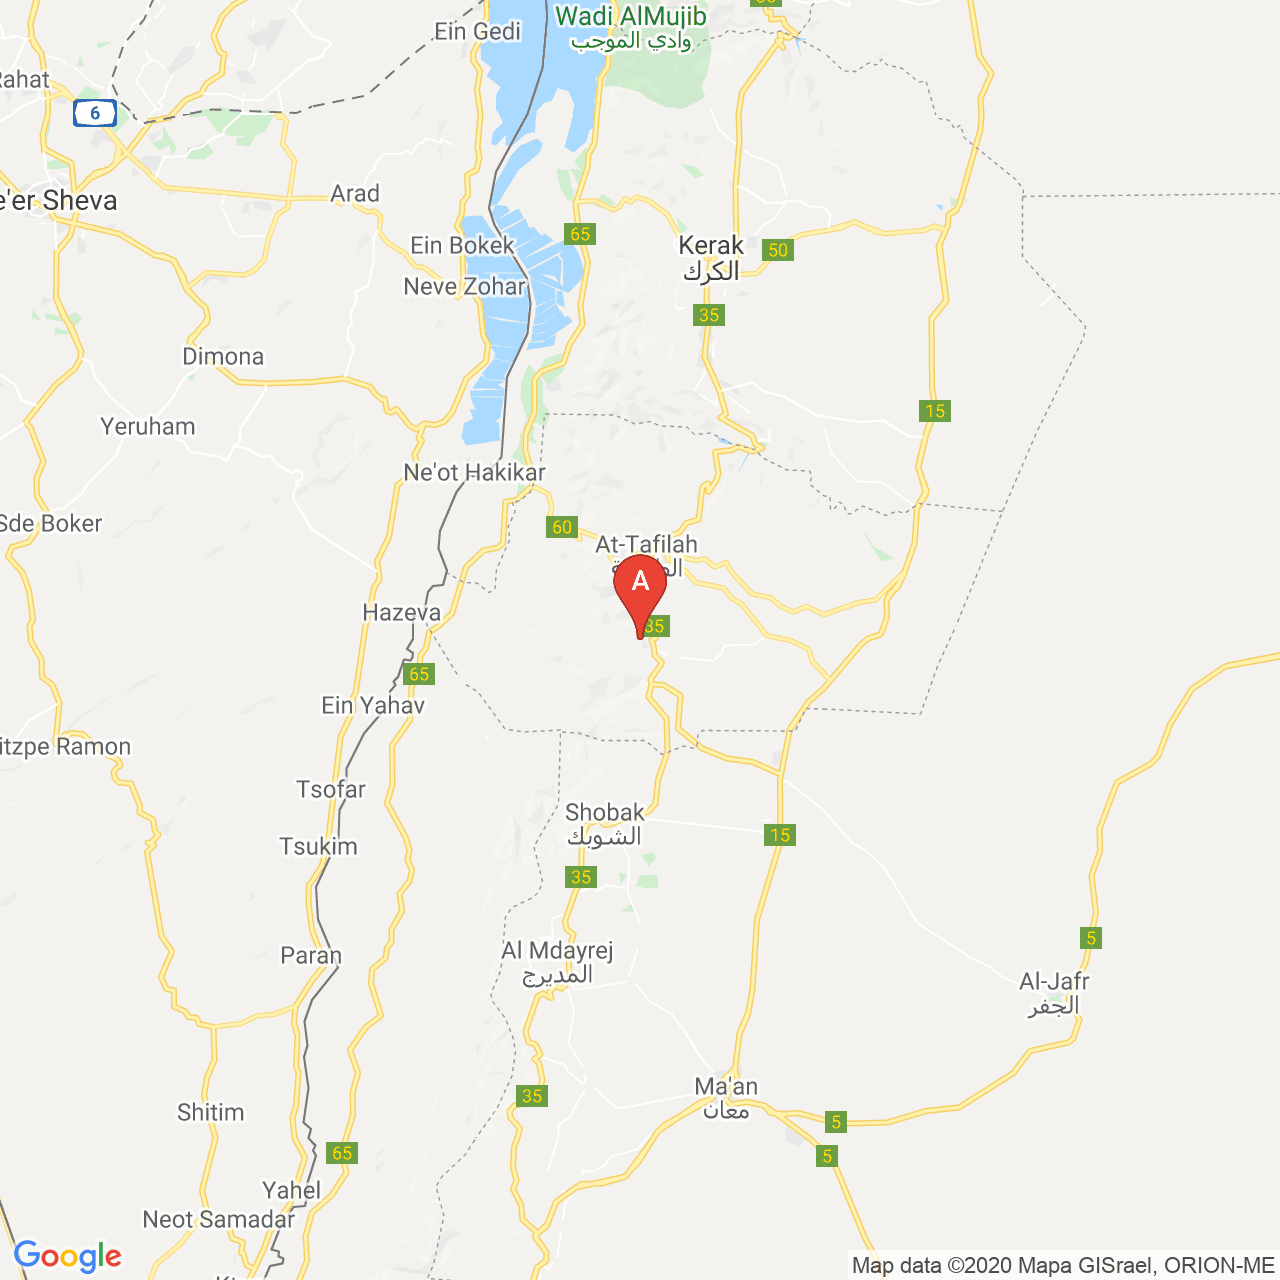 Wadi AlMujib
وادي الموجب
Ein Gedi
Rahat
6
e'er Sheva
Arad
Ein Bokek
65
Kerak
الكرك
50
Neve Zohar
35
Dimona
15
Yeruham
Ne'ot Hakikar
Sde Boker
60
At-Tafilah
A
Hazeva
35
65
Ein Yahav
itzpe Ramon
Tsofar
Shobak
الشوبك
15
Tsukim
35
5
Paran
Al Mdayrej
المديرج
Al-Jafr
الجفر
Ma'an
معان
35
Shitim
5
65
5
Yahel
Neot Samadar
Google
Map data ©2020 Mapa GISrael, ORION-ME